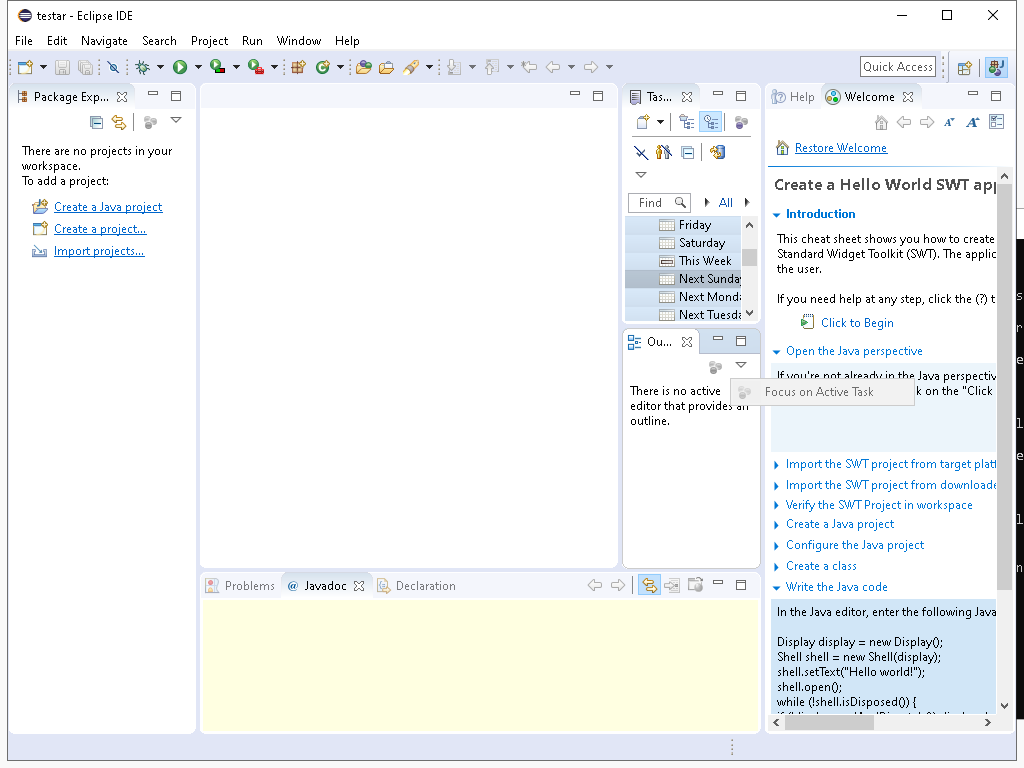 testar - Eclipse IDE
File Edit Navigate Search Project Run Window Help
Quick Access
Package Exp...
There are no projects in your
workspace.
To add a project:
Create a Java project
Create a project...
Import projects...
Tas...
Find
All
Friday
Saturday
This Week
Next Sunda
Next Monda
Next Tuesda
Ou...
There is no active
editor that provides an
outline.
Focus on Active Task
Problems
@ Javadoc
Declaration
Help
Welcome
Restore Welcome
Create a Hello World SWT app
Introduction
This cheat sheet shows you how to create
Standard Widget Toolkit (SWT). The applic
the user.
If you need help at any step, click the (?) t
Click to Begin
Open the Java perspective
If you're not already in the Java perspectiv
k on the "Click
Import the SWT project from target platf
Import the SWT project from downloade
Verify the SWT Project in workspace
Create a Java project
Configure the Java project
Create a class
Write the Java code
In the Java editor, enter the following Java
Display display = new Display();
Shell shell = new Shell(display);
shell.setText("Hello world!");
shell.open();
while (!shell.isDisposed()) {